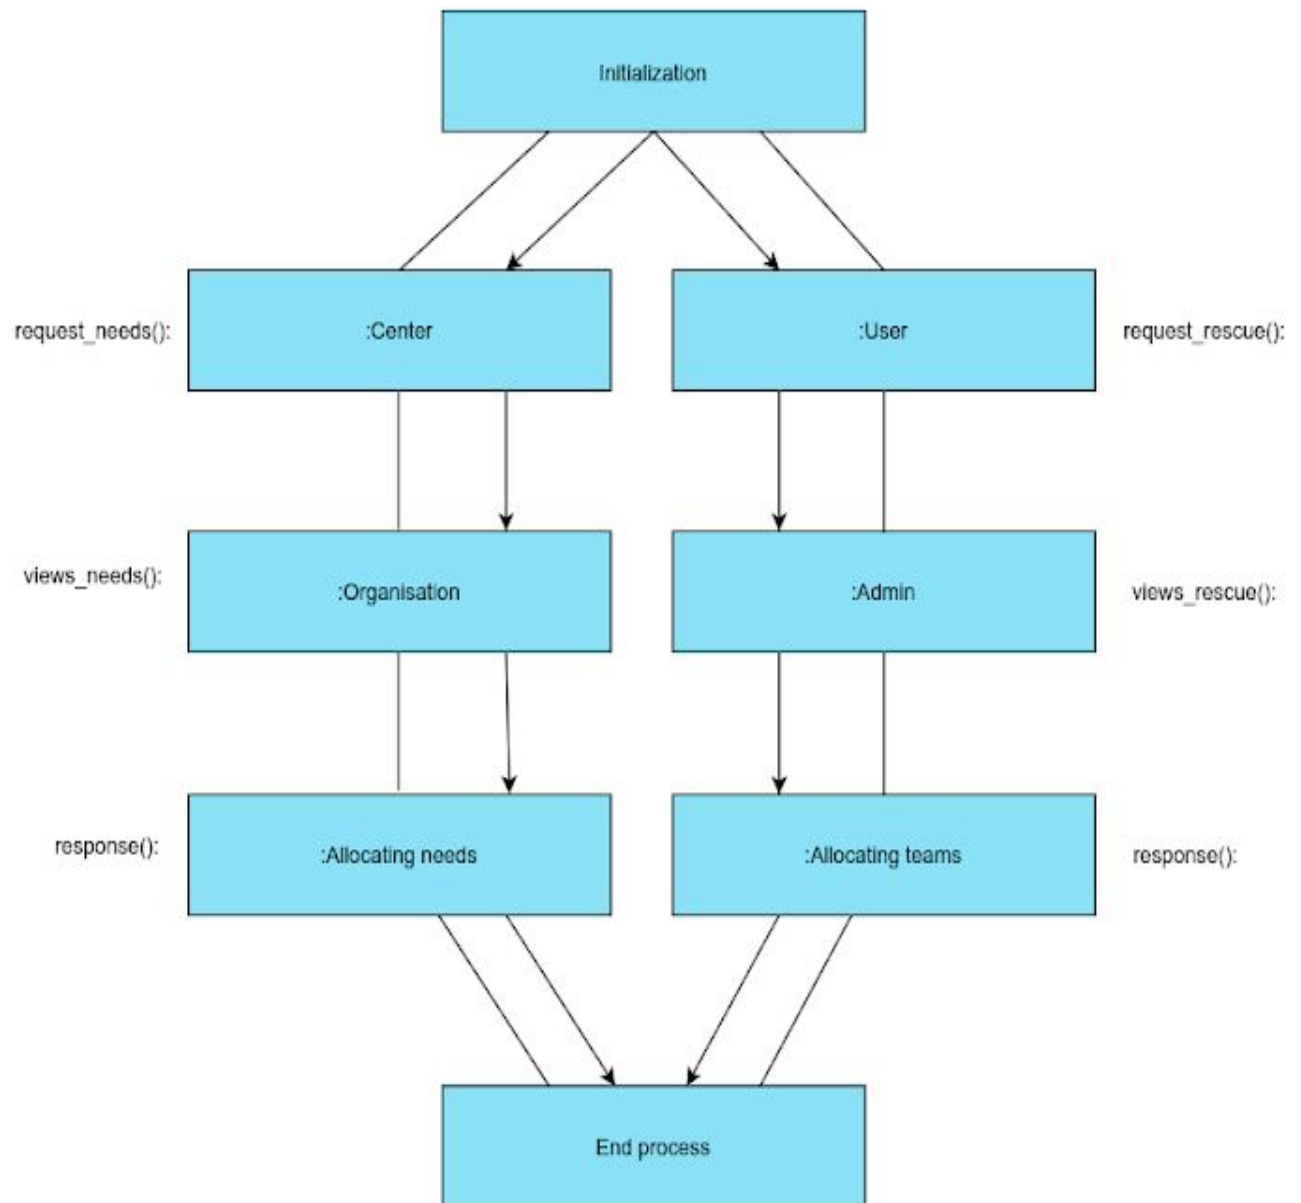 Initialization
request_needs():
:Center
:User
request_rescue():
views_needs():
:Organisation
:Admin
views_rescue():
response():
:Allocating needs
:Allocating teams
response():
End process